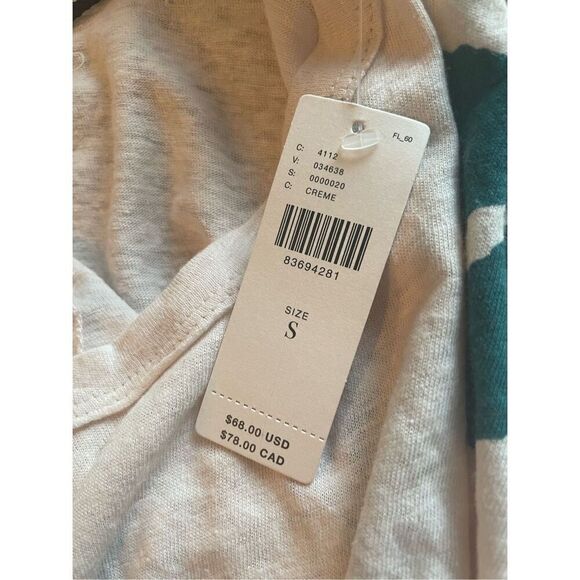 FL_60
C: 4112
V: 034638
S: 0000020
C: CREME
83694281
SIZE
S
$68.00 USD
$78.00 CAD